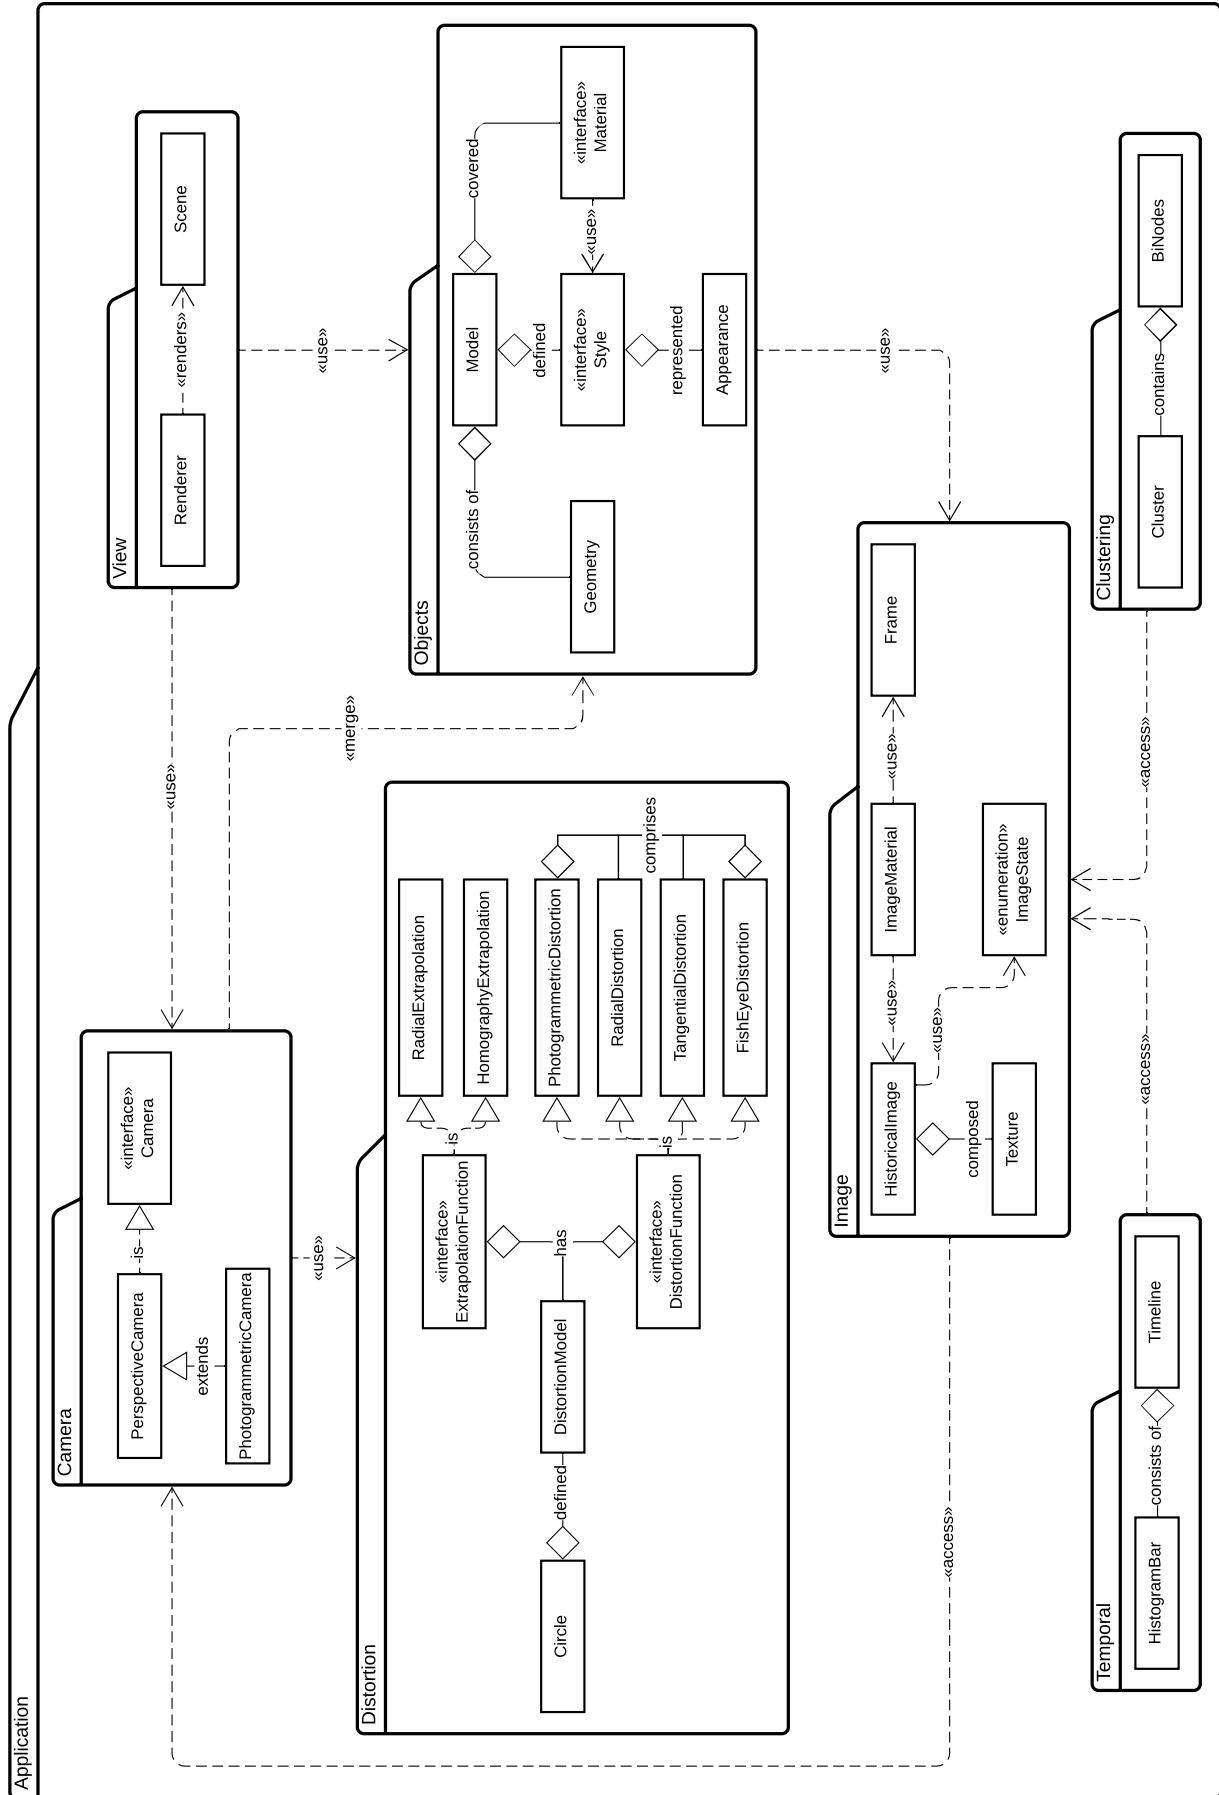 Application
Camera
«interface»
Camera
is
PerspectiveCamera
extends
PhotogrammetricCamera
«use»
View
Renderer
«renders»
Scene
«use»
«merge»
«use»
Distortion
Circle
defined
DistortionModel
has
«interface»
ExtrapolationFunction
«interface»
DistortionFunction
is
is
RadialExtrapolation
HomographyExtrapolation
PhotogrammetricDistortion
RadialDistortion
TangentialDistortion
FishEyeDistortion
comprises
Objects
Geometry
consists of
Model
covered
«interface»
Material
«use»
defined
«interface»
Style
represented
Appearance
«use»
Image
HistoricalImage
composed
Texture
«use»
«use»
ImageMaterial
«use»
Frame
«enumeration»
ImageState
«access»
Temporal
HistogramBar
consists of
Timeline
«access»
Clustering
Cluster
contains
BiNodes
«access»